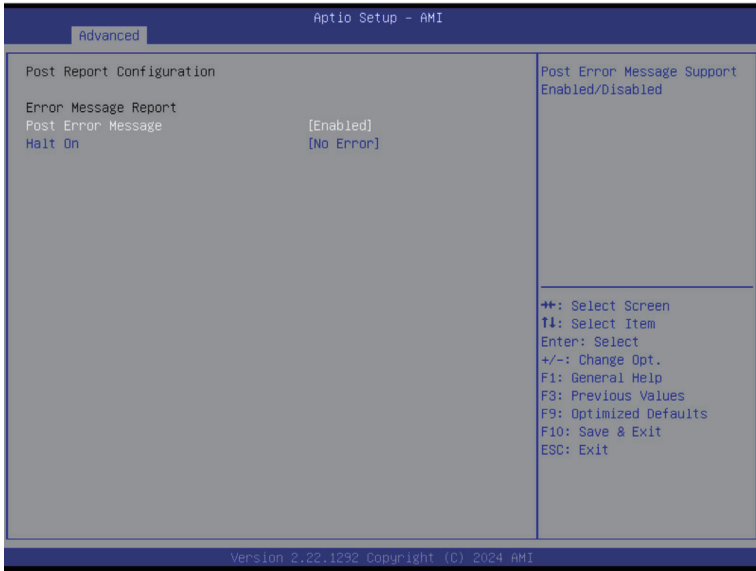 Aptio Setup – AMI
Advanced
Post Report Configuration
Error Message Report
Post Error Message [Enabled]
Halt On [No Error]
Post Error Message Support
Enabled/Disabled
→←: Select Screen
↑↓: Select Item
Enter: Select
+/-: Change Opt.
F1: General Help
F3: Previous Values
F9: Optimized Defaults
F10: Save & Exit
ESC: Exit
Version 2.22.1292 Copyright (C) 2024 AMI